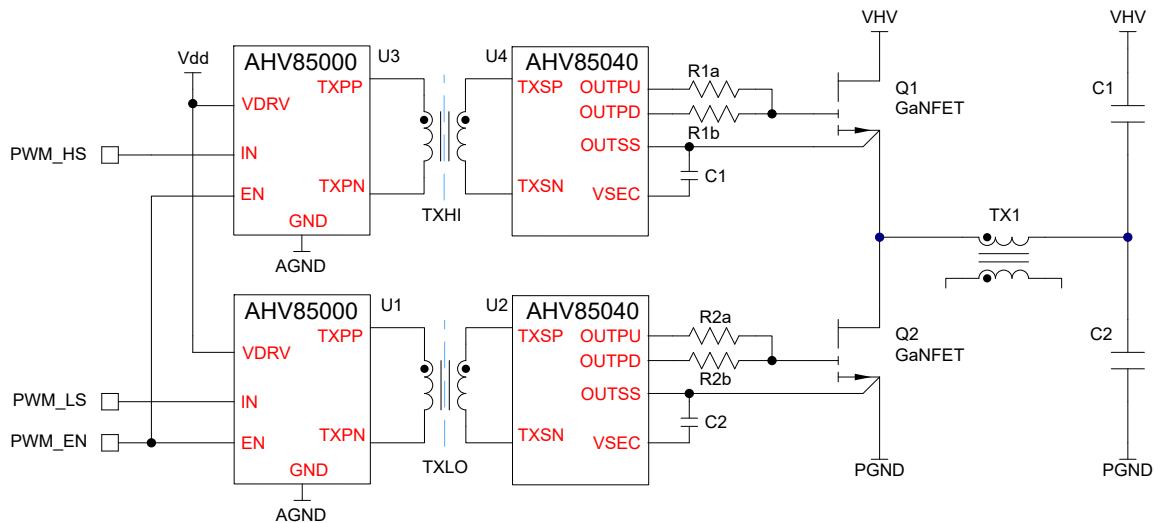 VHV
VHV
AHV85000
U3
U4
AHV85040
Vdd
TXPP
TXSP
OUTPU
R1a
VDRV
OUTPD
R1b
Q1
GaNFET
C1
PWM_HS
IN
OUTSS
C1
EN
TXPN
TXSN
VSEC
GND
TXHI
AGND
TX1
AHV85000
U1
U2
AHV85040
TXPP
TXSP
OUTPU
R2a
VDRV
OUTPD
R2b
Q2
GaNFET
C2
PWM_LS
IN
OUTSS
C2
PWM_EN
EN
TXPN
TXSN
VSEC
GND
TXLO
AGND
PGND
PGND